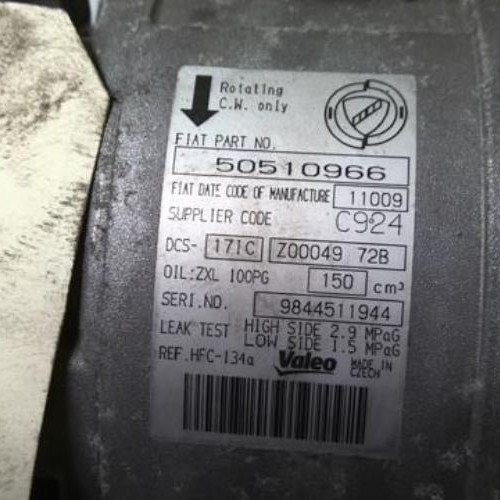 Rotating
C.W. only
FIAT PART NO.
50510966
FIAT DATE CODE OF MANUFACTURE 11009
SUPPLIER CODE C924
DCS- 171C Z00049 72B
OIL:ZXL 100PG 150 cm³
SERI.NO. 9844511944
LEAK TEST HIGH SIDE 2.9 MPaG
LOW SIDE 1.5 MPaG
REF.HFC-134a Valeo MADE IN
CZECH